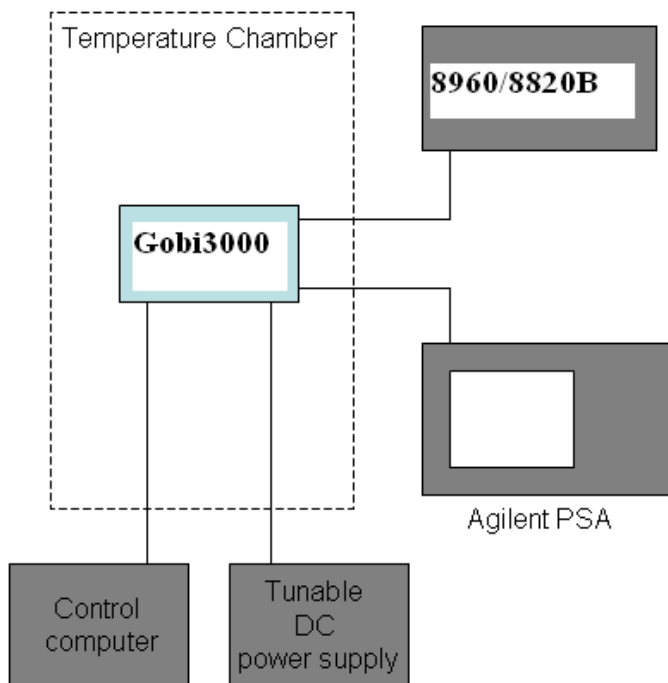 Temperature Chamber
8960/8820B
Gobi3000
Agilent PSA
Control
computer
Tunable
DC
power supply